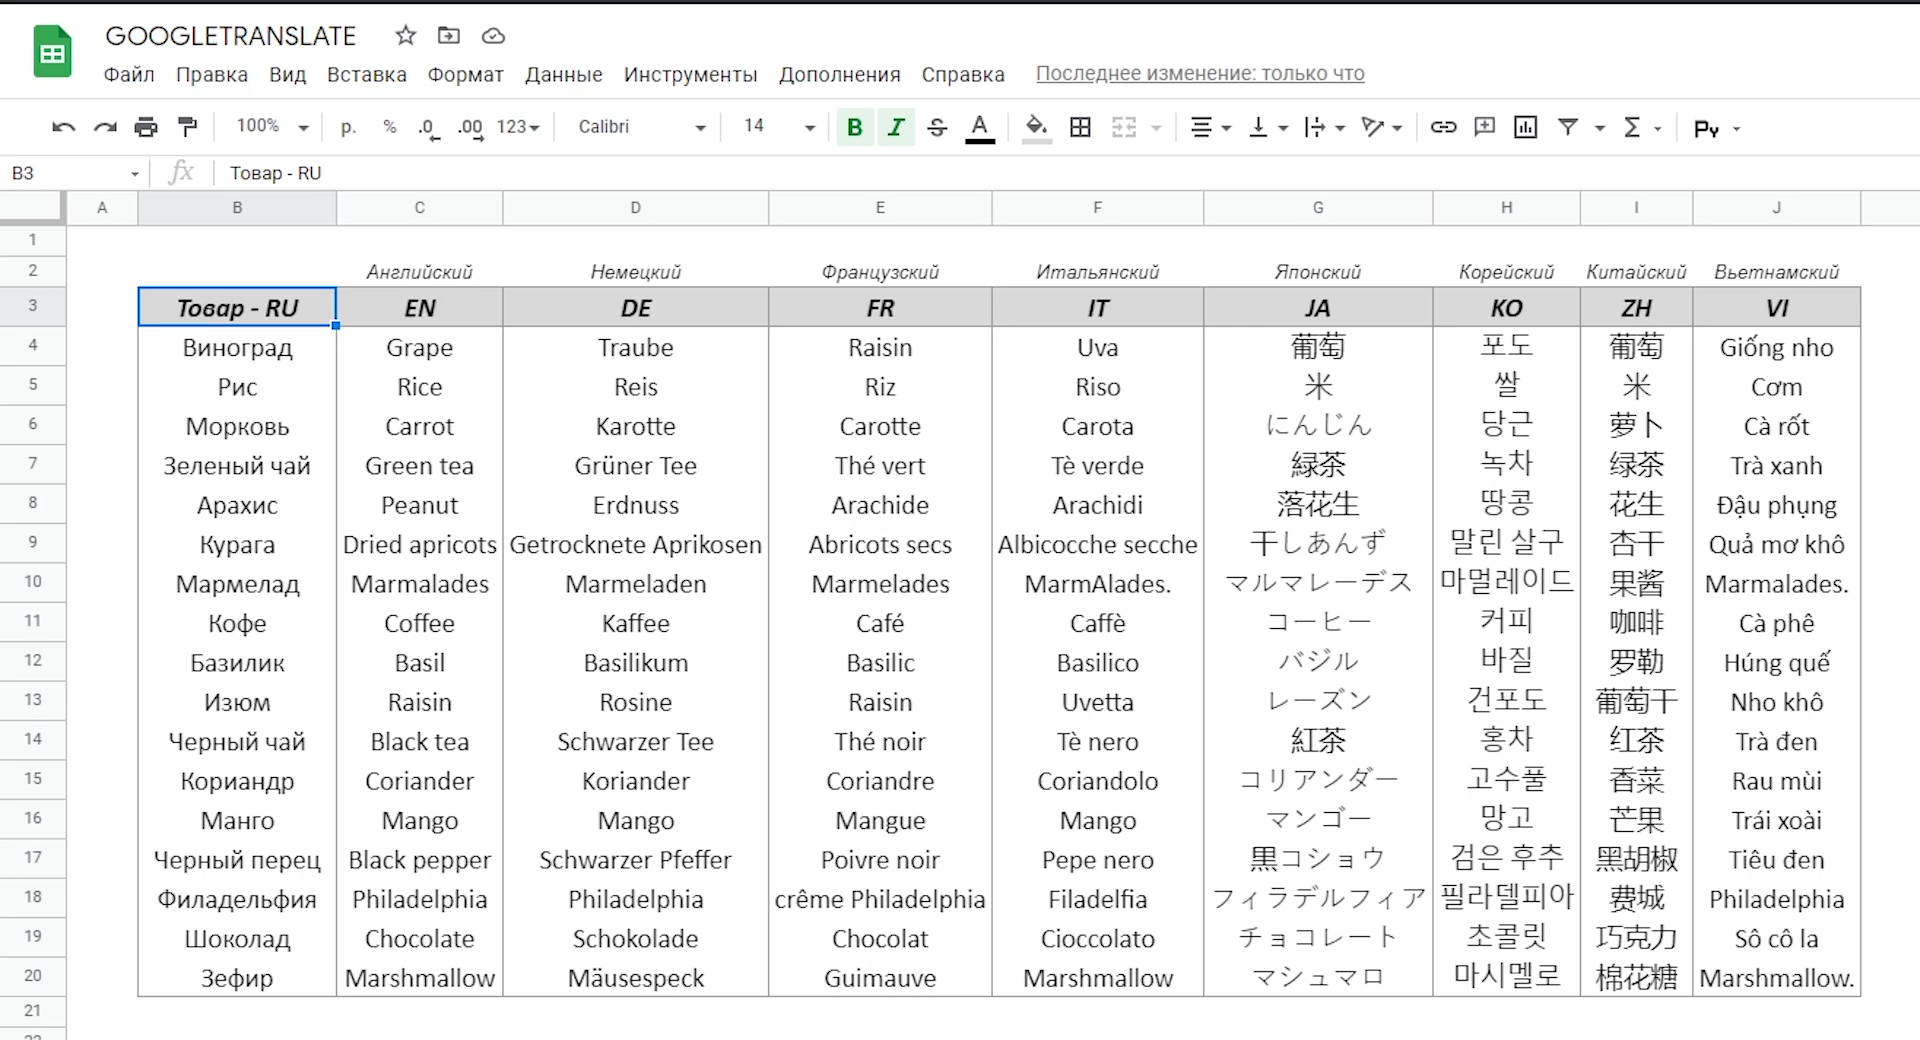 GOOGLETRANSLATE
Файл Правка Вид Вставка Формат Данные Инструменты Дополнения Справка Последнее изменение: только что
100% р. % .0 .00 123 Calibri 14 B I S A Σ Ру
B3 fx Товар - RU
A B C D E F G H I J
1
2 Английский Немецкий Французский Итальянский Японский Корейский Китайский Вьетнамский
3 Товар - RU EN DE FR IT JA KO ZH VI
4 Виноград Grape Traube Raisin Uva 葡萄 포도 葡萄 Giống nho
5 Рис Rice Reis Riz Riso 米 쌀 米 Cơm
6 Морковь Carrot Karotte Carotte Carota にんじん 당근 萝卜 Cà rốt
7 Зеленый чай Green tea Grüner Tee Thé vert Tè verde 緑茶 녹차 绿茶 Trà xanh
8 Арахис Peanut Erdnuss Arachide Arachidi 落花生 땅콩 花生 Đậu phụng
9 Курага Dried apricots Getrocknete Aprikosen Abricots secs Albicocche secche 干しあんず 말린 살구 杏干 Quả mơ khô
10 Мармелад Marmalades Marmeladen Marmelades MarmAlades. マルマレーデス 마멀레이드 果酱 Marmalades.
11 Кофе Coffee Kaffee Café Caffè コーヒー 커피 咖啡 Cà phê
12 Базилик Basil Basilikum Basilic Basilico バジル 바질 罗勒 Húng quế
13 Изюм Raisin Rosine Raisin Uvetta レーズン 건포도 葡萄干 Nho khô
14 Черный чай Black tea Schwarzer Tee Thé noir Tè nero 紅茶 홍차 红茶 Trà đen
15 Кориандр Coriander Koriander Coriandre Coriandolo コリアンダー 고수풀 香菜 Rau mùi
16 Манго Mango Mango Mangue Mango マンゴー 망고 芒果 Trái xoài
17 Черный перец Black pepper Schwarzer Pfeffer Poivre noir Pepe nero 黒コショウ 검은 후추 黑胡椒 Tiêu đen
18 Филадельфия Philadelphia Philadelphia crême Philadelphia Filadelfia フィラデルフィア 필라델피아 费城 Philadelphia
19 Шоколад Chocolate Schokolade Chocolat Cioccolato チョコレート 초콜릿 巧克力 Sô cô la
20 Зефир Marshmallow Mäusespeck Guimauve Marshmallow マシュマロ 마시멜로 棉花糖 Marshmallow.
21